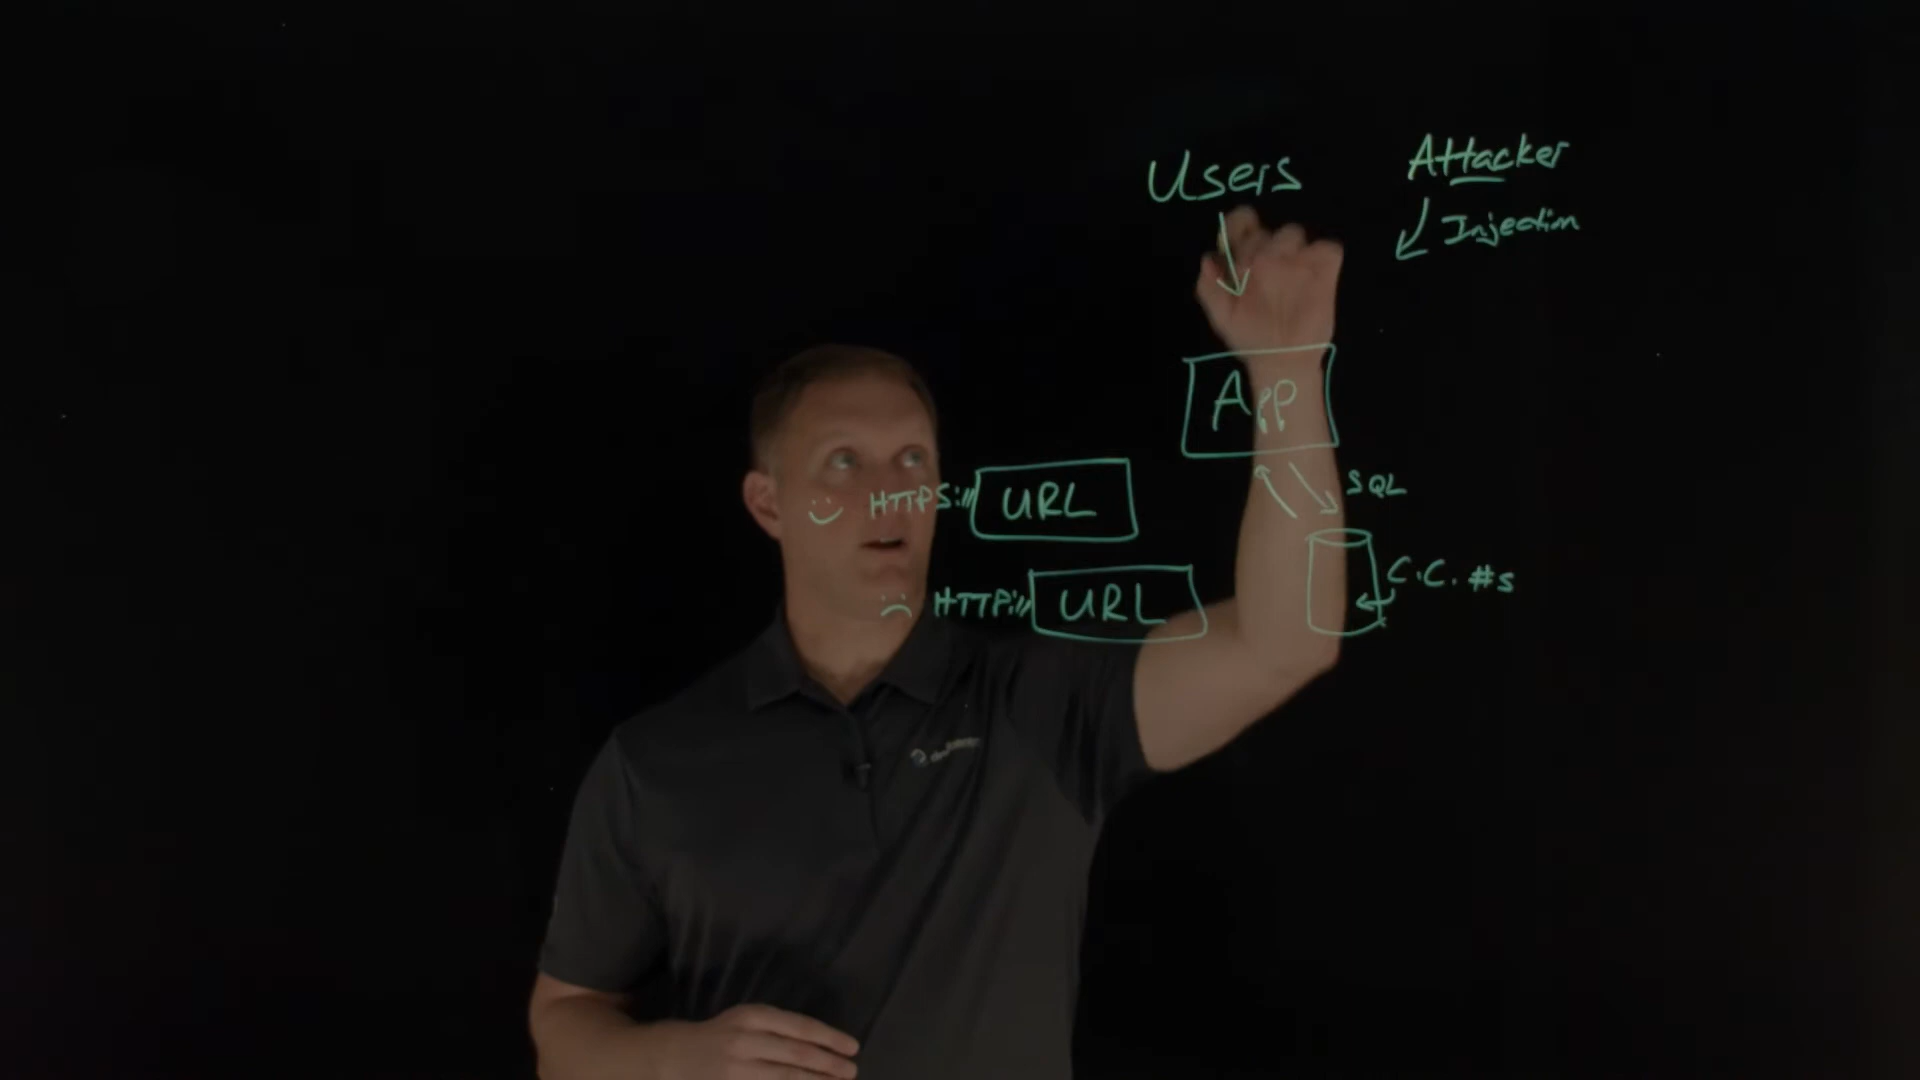 Users
Attacker
Injection
App
SQL
HTTPS:// URL
C.C. #s
HTTP:// URL